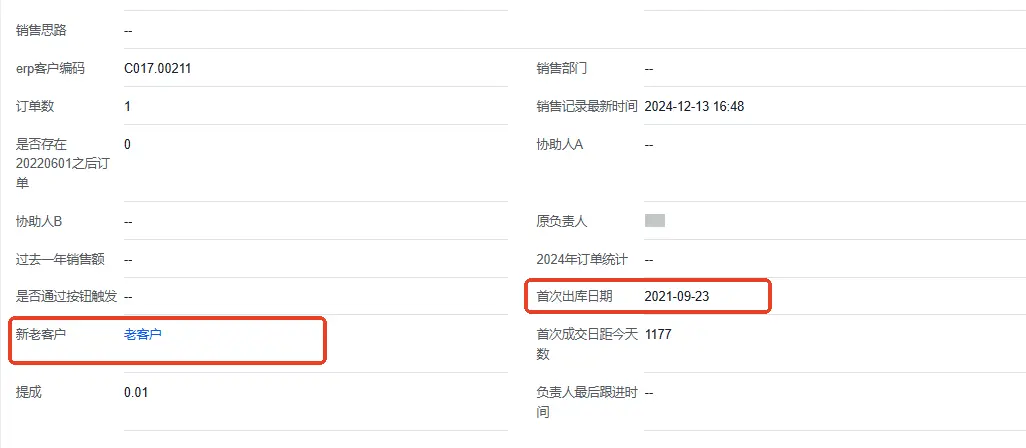 销售思路 --
erp客户编码 C017.00211 销售部门 --
订单数 1 销售记录最新时间 2024-12-13 16:48
是否存在 0 协助人A --
20220601之后订
单
协助人B -- 原负责人
过去一年销售额 -- 2024年订单统计 --
是否通过按钮触发 -- 首次出库日期 2021-09-23
新老客户 老客户 首次成交日距今天 1177
数
提成 0.01 负责人最后跟进时 --
间